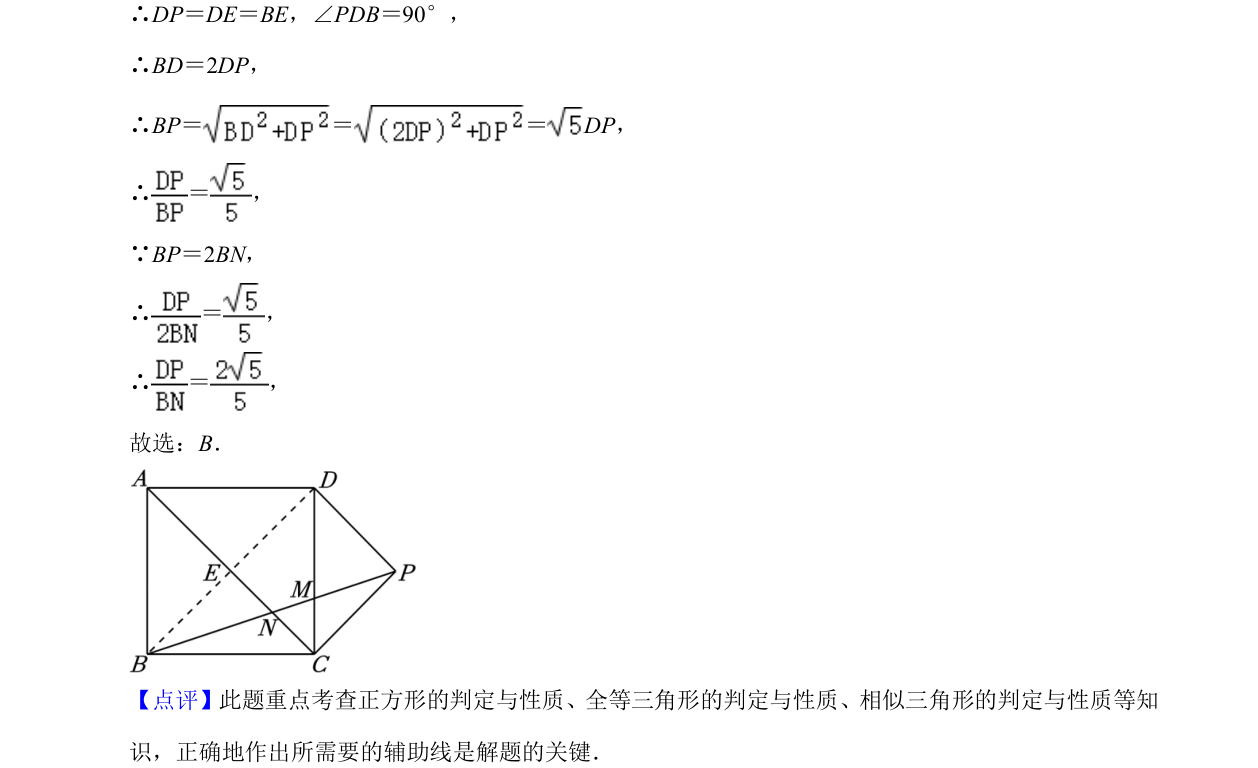 ∴DP=DE=BE，∠PDB=90°，
∴BD=2DP，
∴BP=√(BD²+DP²)=√((2DP)²+DP²)=√5DP，
∴DP/BP=√5/5，
∵BP=2BN，
∴DP/2BN=√5/5，
∴DP/BN=2√5/5，
故选：B．
A D
E M P
N
B C
【点评】此题重点考查正方形的判定与性质、全等三角形的判定与性质、相似三角形的判定与性质等知
识，正确地作出所需要的辅助线是解题的关键．